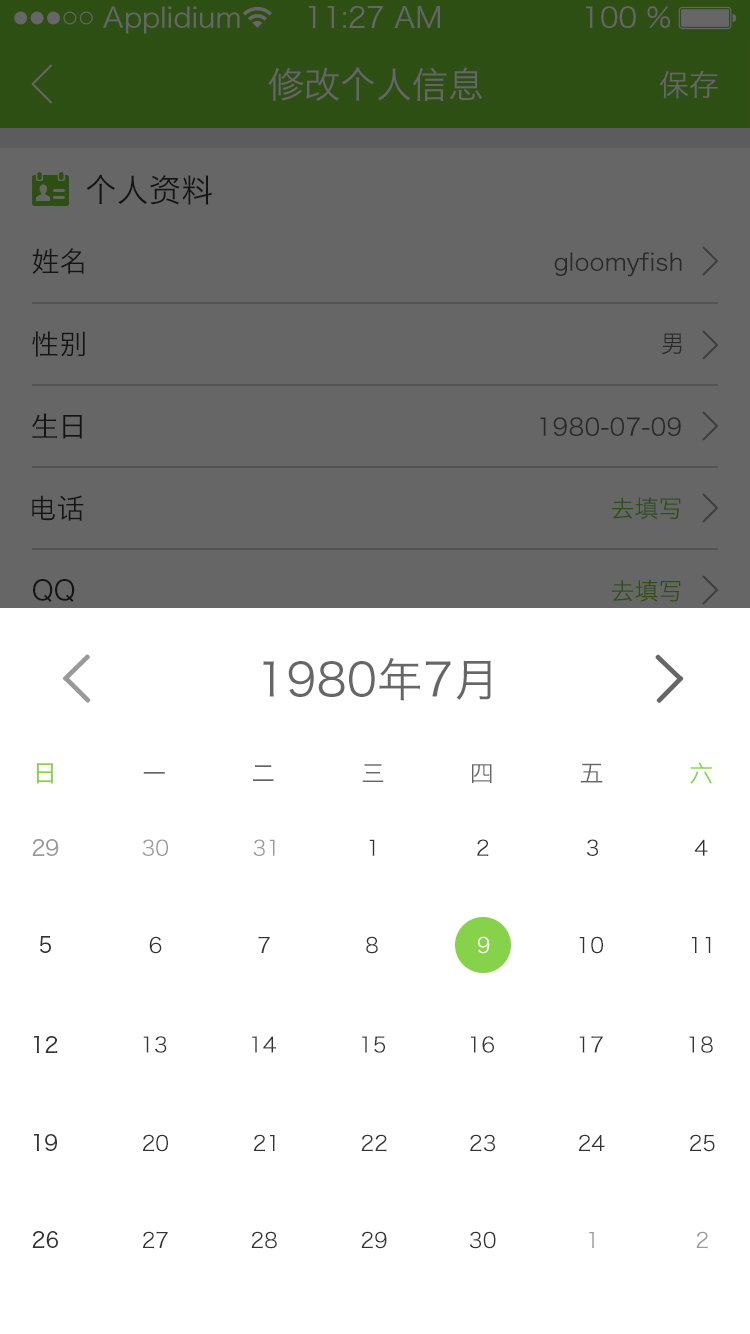 Applidium 11:27 AM 100 %
修改个人信息 保存
个人资料
姓名 gloomyfish
性别 男
生日 1980-07-09
电话 去填写
QQ 去填写
1980年7月
日 一 二 三 四 五 六
29 30 31 1 2 3 4
5 6 7 8 9 10 11
12 13 14 15 16 17 18
19 20 21 22 23 24 25
26 27 28 29 30 1 2